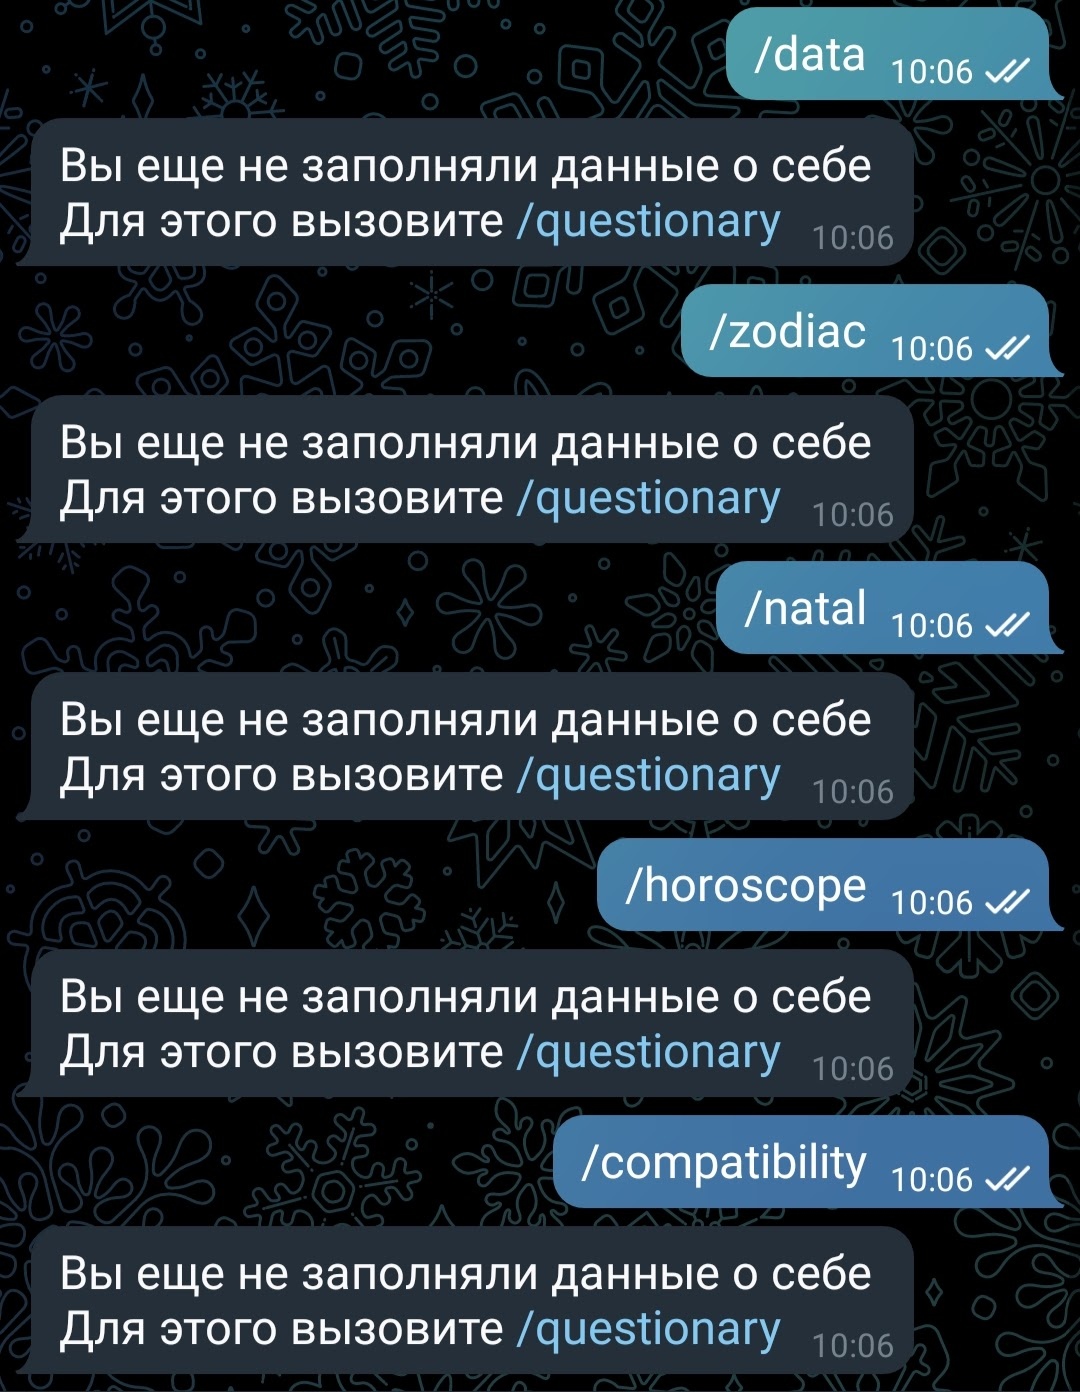 /data 10:06
Вы еще не заполняли данные о себе
Для этого вызовите /questionary 10:06
/zodiac 10:06
Вы еще не заполняли данные о себе
Для этого вызовите /questionary 10:06
/natal 10:06
Вы еще не заполняли данные о себе
Для этого вызовите /questionary 10:06
/horoscope 10:06
Вы еще не заполняли данные о себе
Для этого вызовите /questionary 10:06
/compatibility 10:06
Вы еще не заполняли данные о себе
Для этого вызовите /questionary 10:06